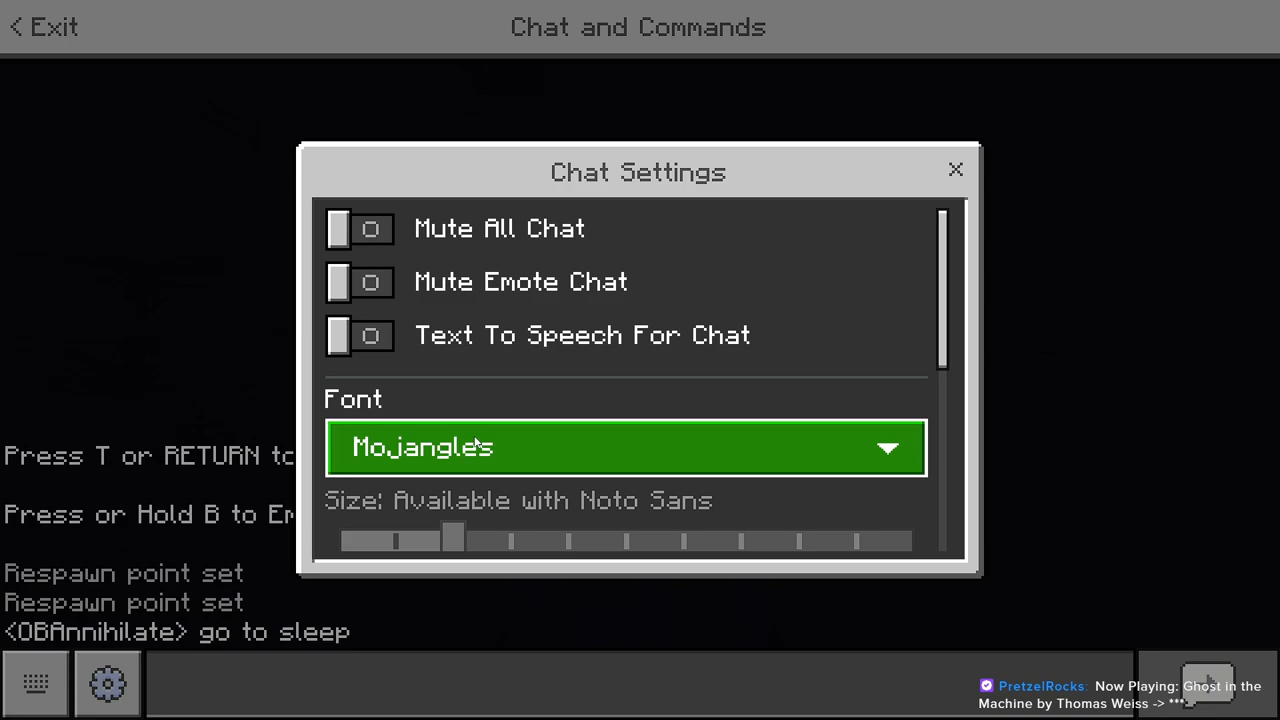 < Exit
Chat and Commands
Chat Settings
Mute All Chat
Mute Emote Chat
Text To Speech For Chat
Font
Mojangles
Size: Available with Noto Sans
Press T or RETURN to
Press or Hold B to Em
Respawn point set
Respawn point set
<OBAnnihilate> go to sleep
PretzelRocks: Now Playing: Ghost in the
Machine by Thomas Weiss -> ***